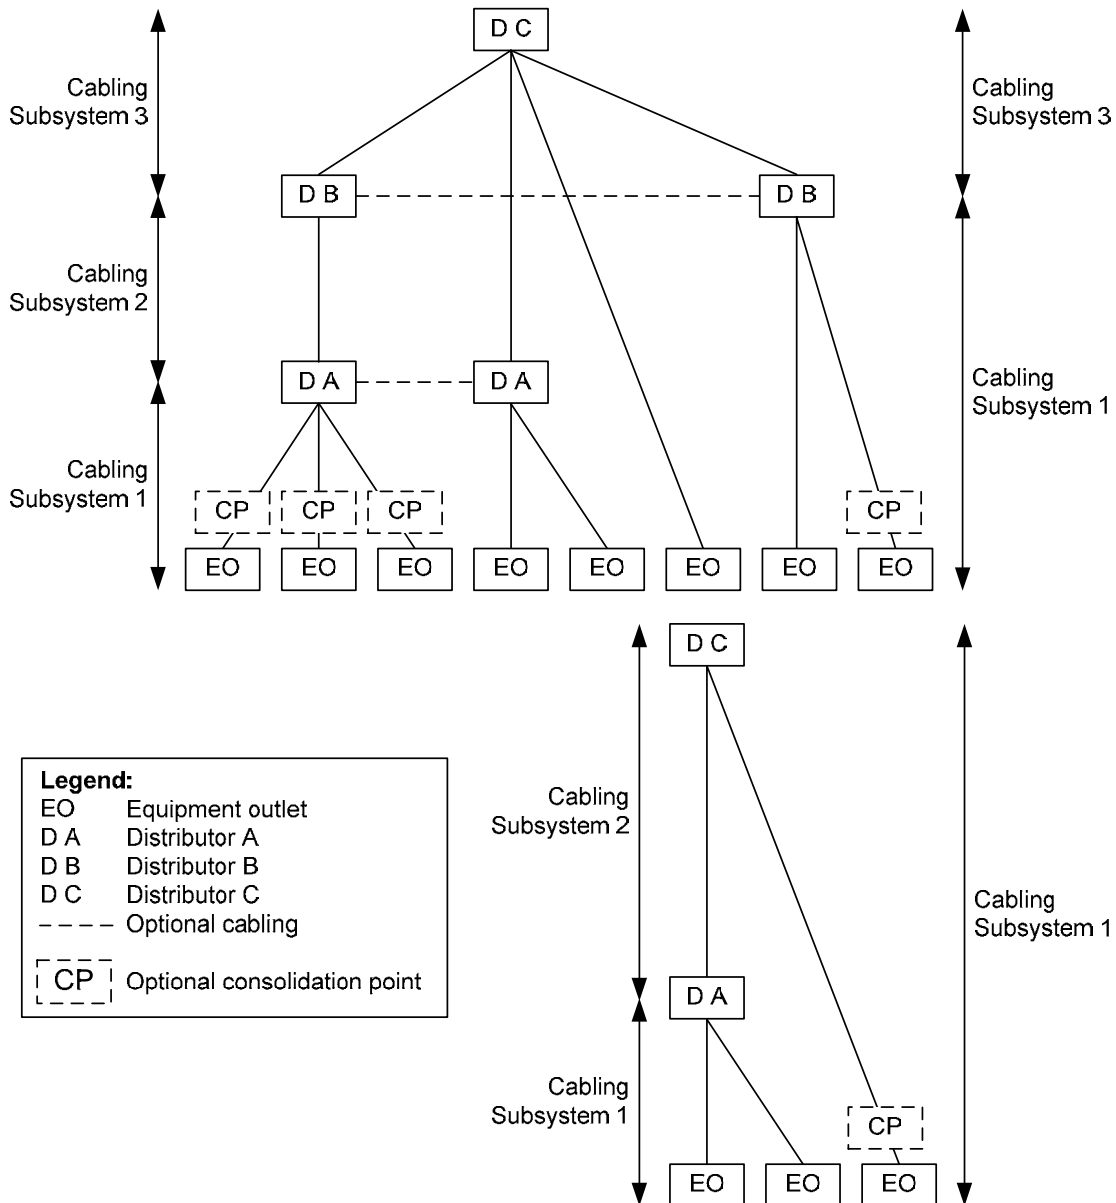 D C
Cabling
Subsystem 3
Cabling
Subsystem 3
D B
D B
Cabling
Subsystem 2
D A
D A
Cabling
Subsystem 1
Cabling
Subsystem 1
CP
CP
CP
CP
EO
EO
EO
EO
EO
EO
EO
EO
D C
Cabling
Subsystem 2
Legend:
EO Equipment outlet
D A Distributor A
D B Distributor B
D C Distributor C
Optional cabling
CP Optional consolidation point
Cabling
Subsystem 1
D A
Cabling
Subsystem 1
CP
EO
EO
EO